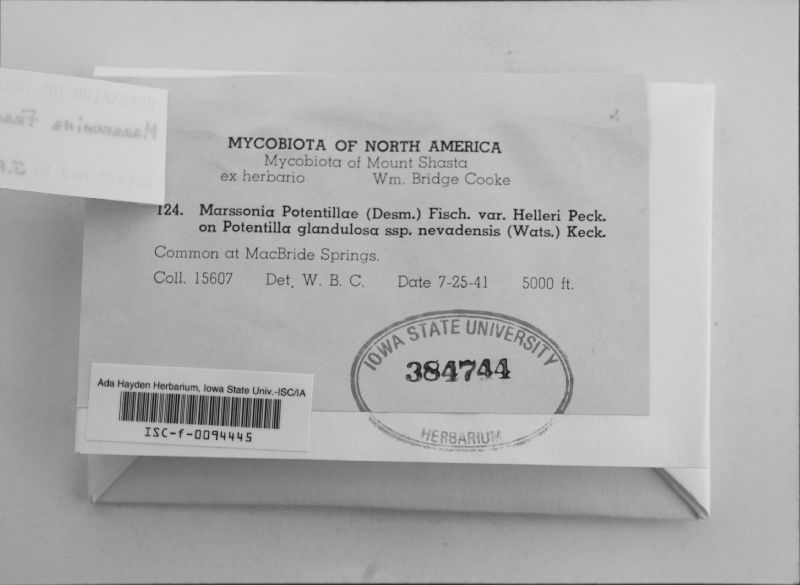 MYCOBIOTA OF NORTH AMERICA
Mycobiota of Mount Shasta
ex herbario Wm. Bridge Cooke
124. Marssonia Potentillae (Desm.) Fisch. var. Helleri Peck.
on Potentilla glandulosa ssp. nevadensis (Wats.) Keck.
Common at MacBride Springs.
Coll. 15607 Det. W. B. C. Date 7-25-41 5000 ft.
IOWA STATE UNIVERSITY
384744
HERBARIUM
Ada Hayden Herbarium, Iowa State Univ.-ISC/IA
ISC-f-0094445